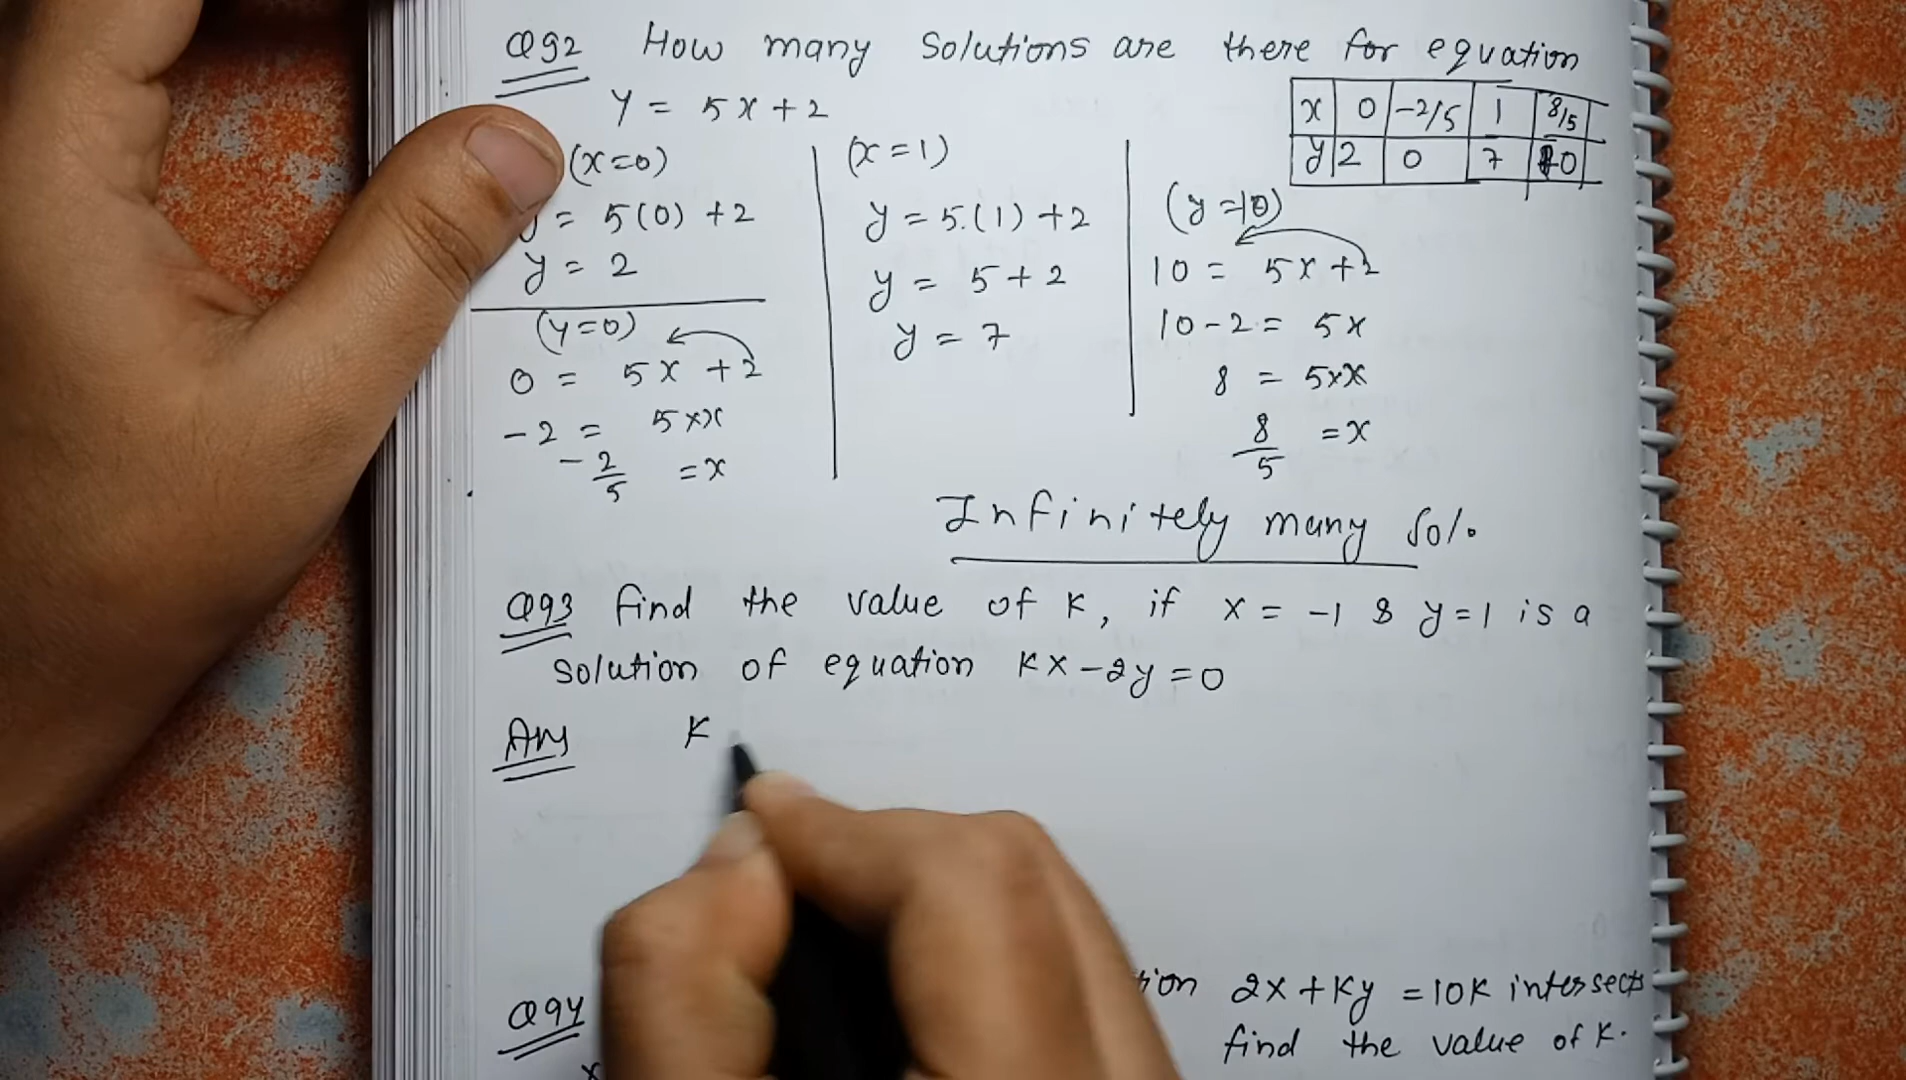 Q92 How many Solutions are there for equation
y = 5x + 2
x 0 -2/5 1 8/5
y 2 0 7 10
(x=0)
y = 5(0) +2
y = 2
(y=0)
0 = 5x +2
-2 = 5×x
-2/5 = x
(x=1)
y = 5.(1) +2
y = 5+2
y = 7
(y=10)
10 = 5x +2
10-2 = 5x
8 = 5×x
8/5 = x
Infinitely many Sol.
Q93 find the value of K, if x = -1 & y=1 is a
solution of equation Kx-2y=0
Ans K
Q94 2x+Ky =10K intersects
x find the value of K.